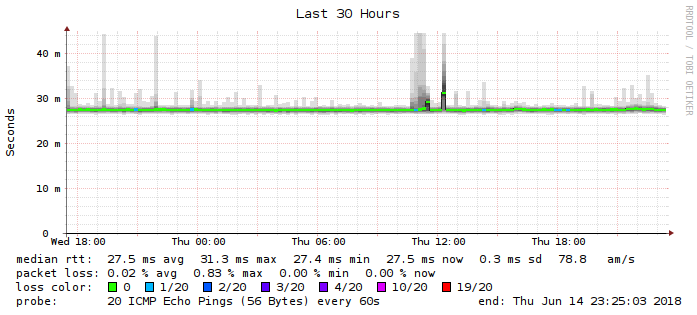 Last 30 Hours
RRDTOOL / TOBI OETIKER
Seconds
40 m
30 m
20 m
10 m
0
Wed 18:00 Thu 00:00 Thu 06:00 Thu 12:00 Thu 18:00
median rtt: 27.5 ms avg 31.3 ms max 27.4 ms min 27.5 ms now 0.3 ms sd 78.8 am/s
packet loss: 0.02 % avg 0.83 % max 0.00 % min 0.00 % now
loss color: 0 1/20 2/20 3/20 4/20 10/20 19/20
probe: 20 ICMP Echo Pings (56 Bytes) every 60s end: Thu Jun 14 23:25:03 2018